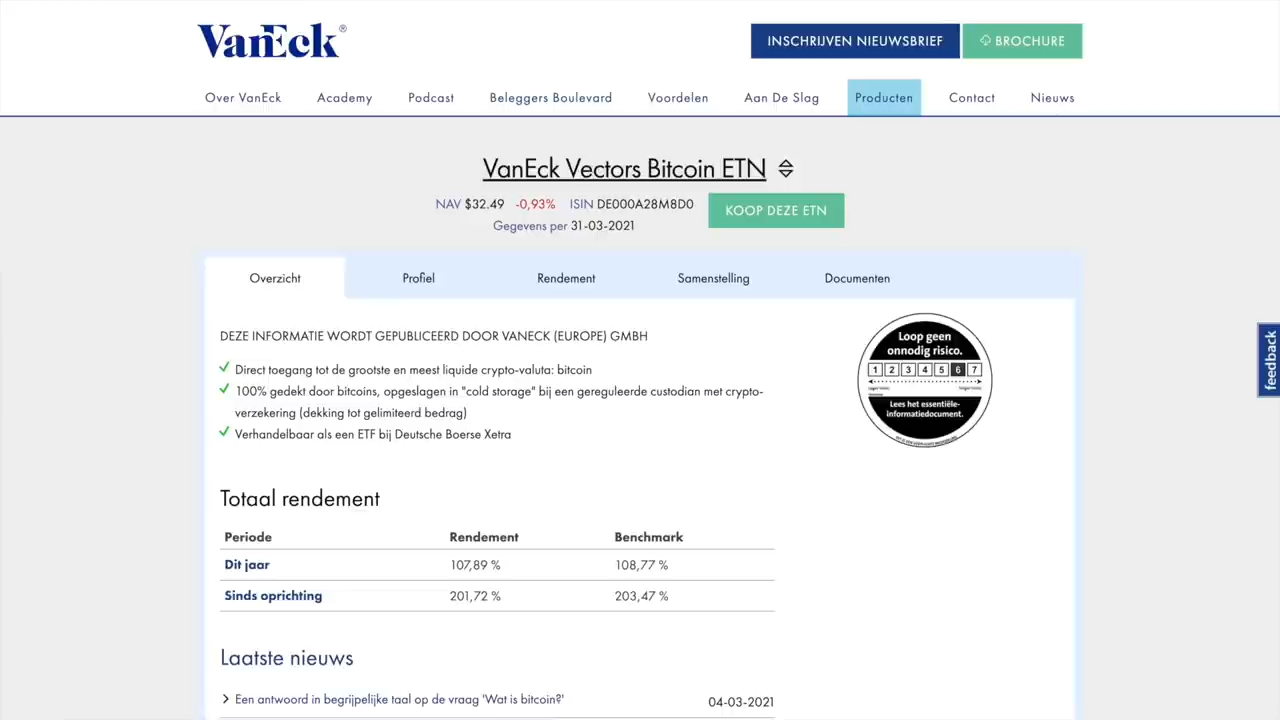 VanEck®
INSCHRIJVEN NIEUWSBRIEF
BROCHURE
Over VanEck Academy Podcast Beleggers Boulevard Voordelen Aan De Slag Producten Contact Nieuws
VanEck Vectors Bitcoin ETN
NAV $32.49 -0,93% ISIN DE000A28M8D0
Gegevens per 31-03-2021
KOOP DEZE ETN
Overzicht Profiel Rendement Samenstelling Documenten
DEZE INFORMATIE WORDT GEPUBLICEERD DOOR VANECK (EUROPE) GMBH
Direct toegang tot de grootste en meest liquide crypto-valuta: bitcoin
100% gedekt door bitcoins, opgeslagen in "cold storage" bij een gereguleerde custodian met crypto-
verzekering (dekking tot gelimiteerd bedrag)
Verhandelbaar als een ETF bij Deutsche Boerse Xetra
Loop geen
onnodig risico.
1 2 3 4 5 6 7
Lees het essentiële-
informatiedocument.
feedback
Totaal rendement
Periode Rendement Benchmark
Dit jaar 107,89 % 108,77 %
Sinds oprichting 201,72 % 203,47 %
Laatste nieuws
Een antwoord in begrijpelijke taal op de vraag 'Wat is bitcoin?' 04-03-2021